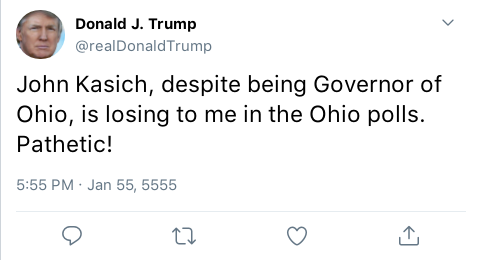 Donald J. Trump
@realDonaldTrump
John Kasich, despite being Governor of
Ohio, is losing to me in the Ohio polls.
Pathetic!
5:55 PM · Jan 55, 5555